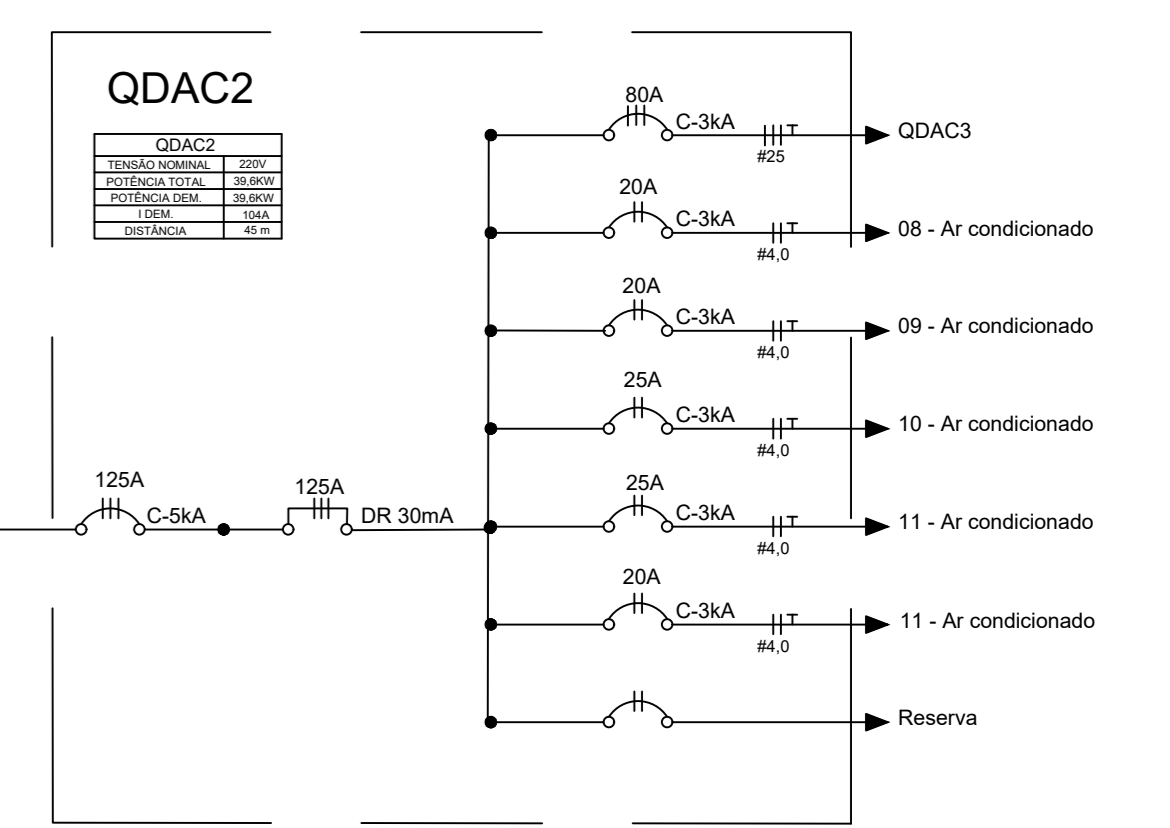 QDAC2
QDAC2
TENSÃO NOMINAL 220V
POTÊNCIA TOTAL 39,6KW
POTÊNCIA DEM. 39,6KW
I DEM. 104A
DISTÂNCIA 45 m
80A
C-3kA
#25
QDAC3
20A
C-3kA
#4,0
08 - Ar condicionado
20A
C-3kA
#4,0
09 - Ar condicionado
25A
C-3kA
#4,0
10 - Ar condicionado
125A
C-5kA
125A
DR 30mA
25A
C-3kA
#4,0
11 - Ar condicionado
20A
C-3kA
#4,0
11 - Ar condicionado
Reserva